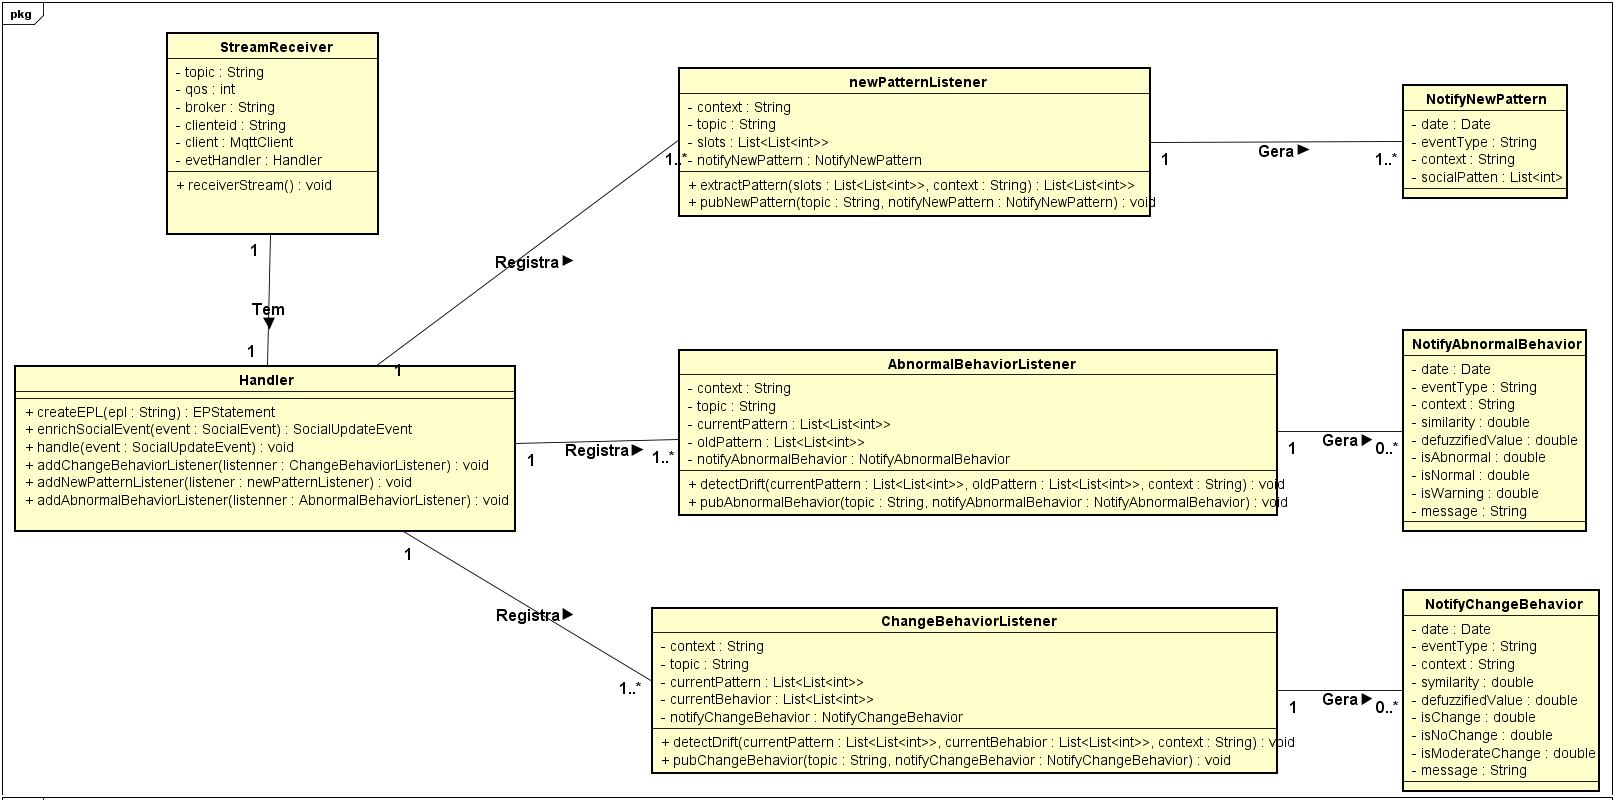 pkg
StreamReceiver
- topic : String
- qos : int
- broker : String
- clienteid : String
- client : MqttClient
- evetHandler : Handler
+ receiverStream() : void
1
Tem
1
Handler
+ createEPL(epl : String) : EPStatement
+ enrichSocialEvent(event : SocialEvent) : SocialUpdateEvent
+ handle(event : SocialUpdateEvent) : void
+ addChangeBehaviorListener(listenner : ChangeBehaviorListener) : void
+ addNewPatternListener(listener : newPatternListener) : void
+ addAbnormalBehaviorListener(listenner : AbnormalBehaviorListener) : void
1
Registra
1..*
newPatternListener
- context : String
- topic : String
- slots : List<List<int>>
- notifyNewPattern : NotifyNewPattern
+ extractPattern(slots : List<List<int>>, context : String) : List<List<int>>
+ pubNewPattern(topic : String, notifyNewPattern : NotifyNewPattern) : void
1
Gera
1..*
NotifyNewPattern
- date : Date
- eventType : String
- context : String
- socialPatten : List<int>
1
Registra
1..*
AbnormalBehaviorListener
- context : String
- topic : String
- currentPattern : List<List<int>>
- oldPattern : List<List<int>>
- notifyAbnormalBehavior : NotifyAbnormalBehavior
+ detectDrift(currentPattern : List<List<int>>, oldPattern : List<List<int>>, context : String) : void
+ pubAbnormalBehavior(topic : String, notifyAbnormalBehavior : NotifyAbnormalBehavior) : void
1
Gera
0..*
NotifyAbnormalBehavior
- date : Date
- eventType : String
- context : String
- similarity : double
- defuzzifiedValue : double
- isAbnormal : double
- isNormal : double
- isWarning : double
- message : String
1
Registra
1..*
ChangeBehaviorListener
- context : String
- topic : String
- currentPattern : List<List<int>>
- currentBehavior : List<List<int>>
- notifyChangeBehavior : NotifyChangeBehavior
+ detectDrift(currentPattern : List<List<int>>, currentBehabior : List<List<int>>, context : String) : void
+ pubChangeBehavior(topic : String, notifyChangeBehavior : NotifyChangeBehavior) : void
1
Gera
0..*
NotifyChangeBehavior
- date : Date
- eventType : String
- context : String
- symilarity : double
- defuzzifiedValue : double
- isChange : double
- isNoChange : double
- isModerateChange : double
- message : String